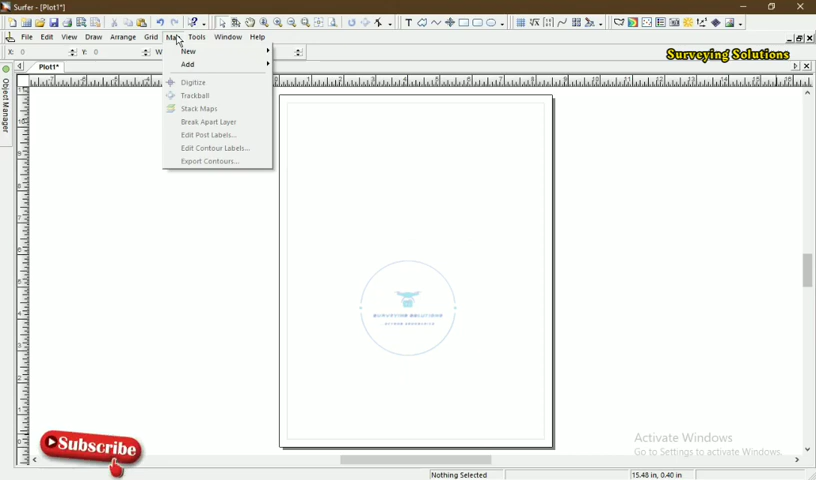 Surfer - [Plot1*]
File Edit View Draw Arrange Grid Map Tools Window Help
X: 0 Y: 0 W
Surveying Solutions
Plot1*
Object Manager
New
Add
Digitize
Trackball
Stack Maps
Break Apart Layer
Edit Post Labels...
Edit Contour Labels...
Export Contours...
SURVEYING SOLUTIONS
Subscribe
Activate Windows
Go to Settings to activate Windows.
Nothing Selected
15.48 in, 0.40 in